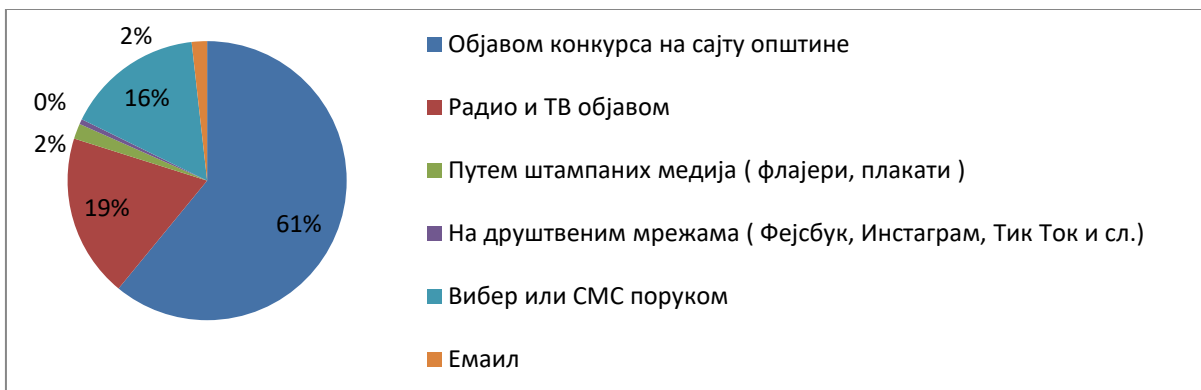 2%
0%
2%
16%
19%
61%
Објавом конкурса на сајту општине
Радио и ТВ објавом
Путем штампаних медија ( флајери, плакати )
На друштвеним мрежама ( Фејсбук, Инстаграм, Тик Ток и сл.)
Вибер или СМС поруком
Емаил